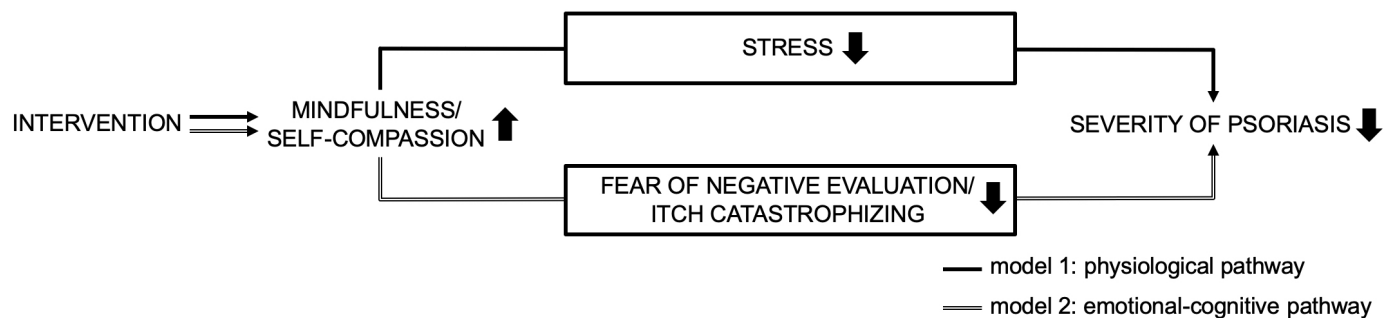 STRESS
INTERVENTION
MINDFULNESS/
SELF-COMPASSION
SEVERITY OF PSORIASIS
FEAR OF NEGATIVE EVALUATION/
ITCH CATASTROPHIZING
model 1: physiological pathway
model 2: emotional-cognitive pathway